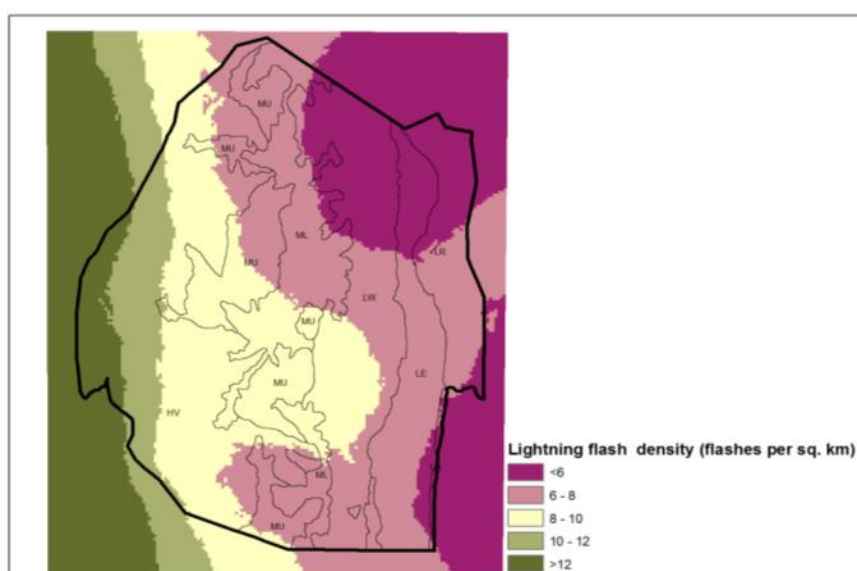 MU
MU
ML
MU
LR
LW
MU
LE
MU
HV
ML
MU
Lightning flash density (flashes per sq. km)
<6
6 - 8
8 - 10
10 - 12
>12